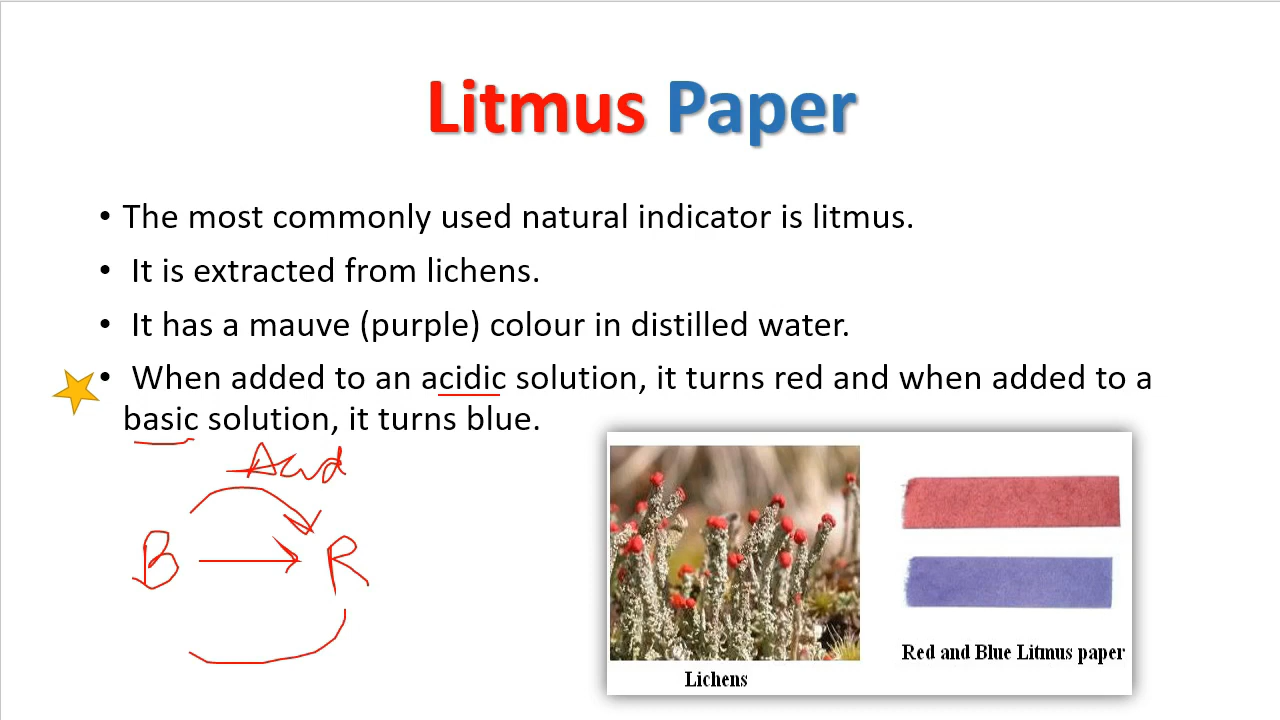 Litmus Paper
• The most commonly used natural indicator is litmus.
• It is extracted from lichens.
• It has a mauve (purple) colour in distilled water.
• When added to an acidic solution, it turns red and when added to a
basic solution, it turns blue.
Acid
B → R
Lichens
Red and Blue Litmus paper